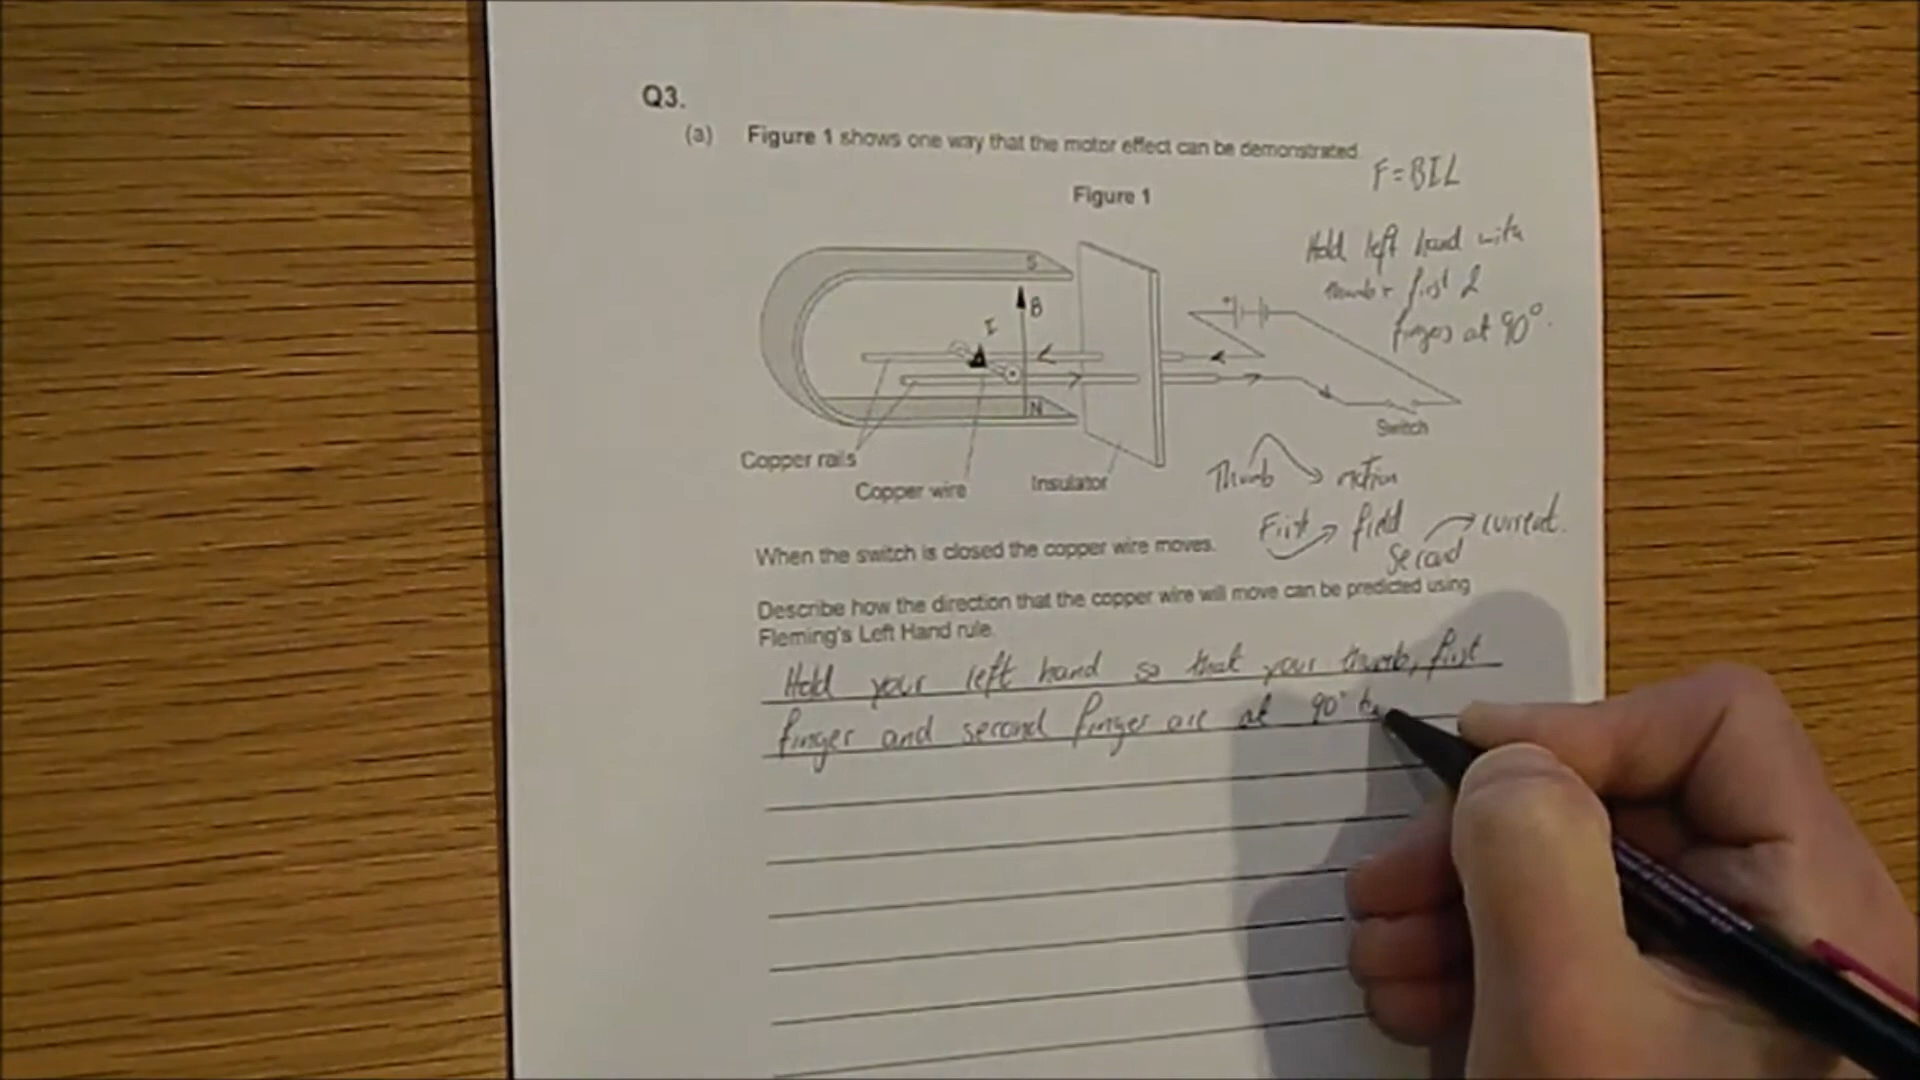 Q3.
(a) Figure 1 shows one way that the motor effect can be demonstrated.
F = BIL
Figure 1
Hold left hand with
thumb + first 2
fingers at 90°.
S
B
I
N
Switch
Copper rails
Copper wire
Insulator
Thumb motion
First field
Second current.
When the switch is closed the copper wire moves.
Describe how the direction that the copper wire will move can be predicted using
Fleming's Left Hand rule.
Hold your left hand so that your thumb, first
finger and second finger are at 90°